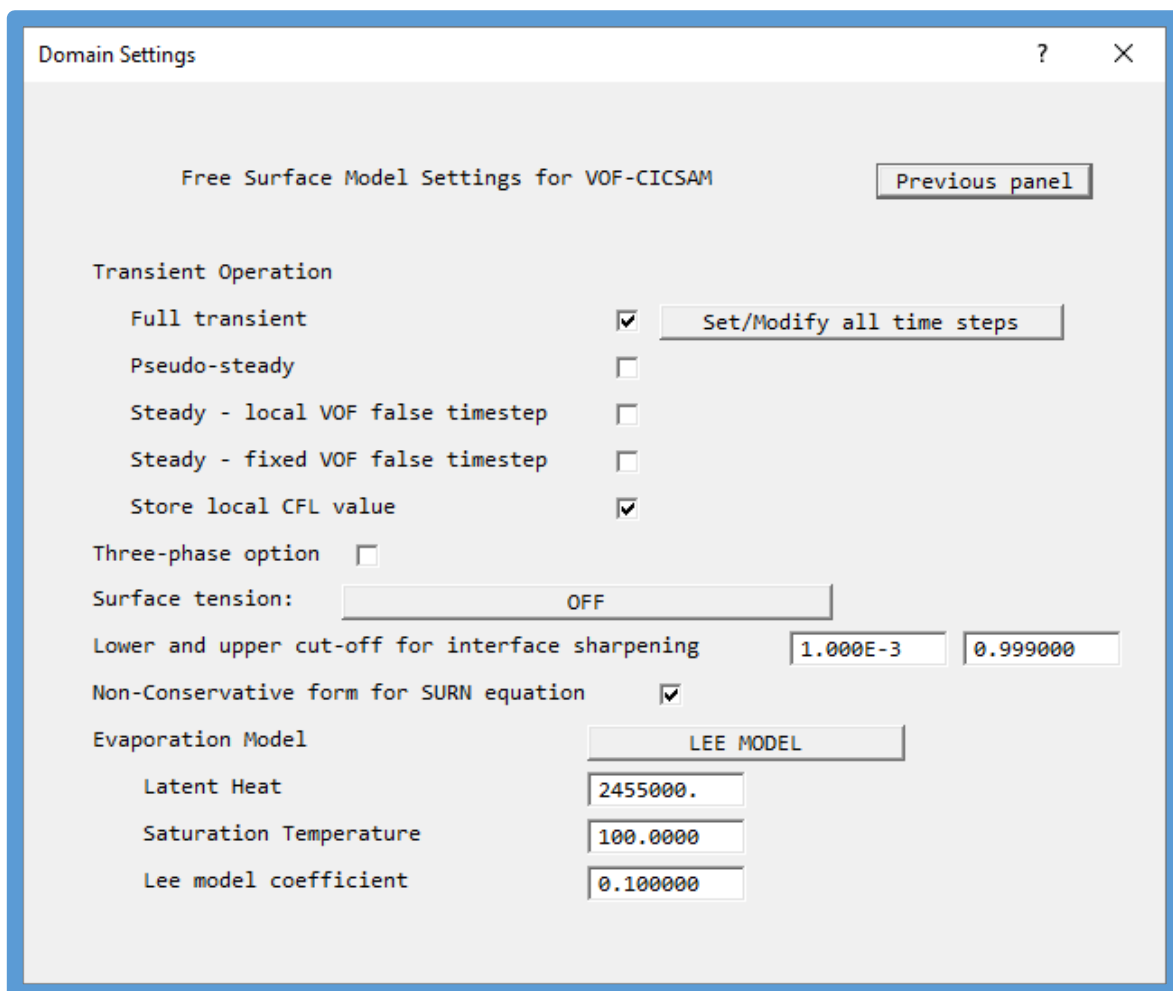 Domain Settings ?
Free Surface Model Settings for VOF-CICSAM Previous panel
Transient Operation
Full transient Set/Modify all time steps
Pseudo-steady
Steady - local VOF false timestep
Steady - fixed VOF false timestep
Store local CFL value
Three-phase option
Surface tension: OFF
Lower and upper cut-off for interface sharpening 1.000E-3 0.999000
Non-Conservative form for SURN equation
Evaporation Model LEE MODEL
Latent Heat 2455000.
Saturation Temperature 100.0000
Lee model coefficient 0.100000